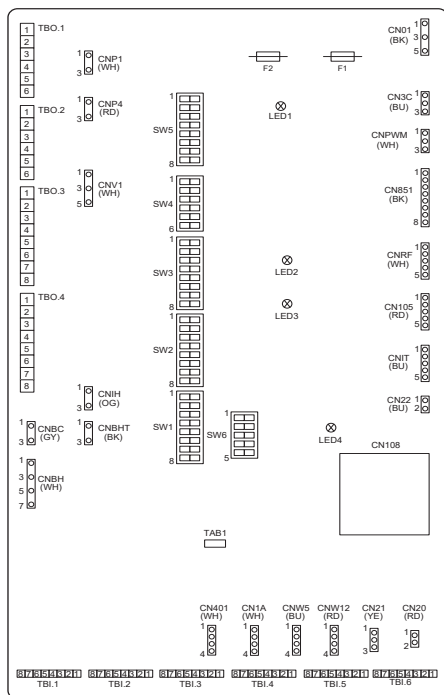 TBO.1
1
2
3
4
5
6
TBO.2
1
2
3
4
5
6
TBO.3
1
2
3
4
5
6
7
8
TBO.4
1
2
3
4
5
6
7
8
CNP1
(WH)
1
3
CNP4
(RD)
1
3
CNV1
(WH)
1
3
5
CNIH
(OG)
1
3
CNBC
(GY)
1
3
CNBHT
(BK)
1
3
CNBH
(WH)
1
3
5
7
SW5
1
8
SW4
1
6
SW3
1
8
SW2
1
8
SW1
1
8
SW6
1
5
F2
F1
LED1
LED2
LED3
LED4
CN01
(BK)
1
3
5
CN3C
(BU)
1
3
CNPWM
(WH)
1
3
CN851
(BK)
1
8
CNRF
(WH)
1
5
CN105
(RD)
1
5
CNIT
(BU)
1
5
CN22
(BU)
1
2
CN108
TAB1
CN401
(WH)
1
4
CN1A
(WH)
1
4
CNW5
(BU)
1
4
CNW12
(RD)
1
4
CN21
(YE)
1
3
CN20
(RD)
1
2
8 7 6 5 4 3 2 1
TBI.1
8 7 6 5 4 3 2 1
TBI.2
8 7 6 5 4 3 2 1
TBI.3
8 7 6 5 4 3 2 1
TBI.4
8 7 6 5 4 3 2 1
TBI.5
8 7 6 5 4 3 2 1
TBI.6